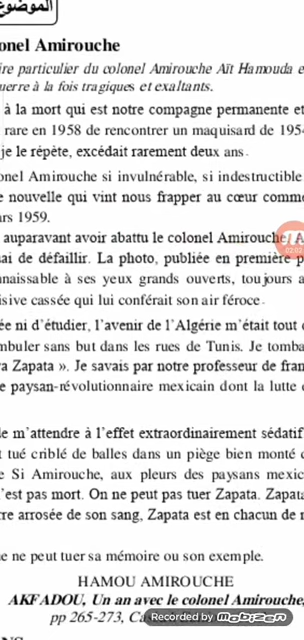 الموضوع
onel Amirouche
ire particulier du colonel Amirouche Aït Hamouda e
uerre à la fois tragiques et exaltants.
à la mort qui est notre compagne permanente et
rare en 1958 de rencontrer un maquisard de 1954
je le répète, excédait rarement deux ans.
onel Amirouche si invulnérable, si indestructible
e nouvelle qui vint nous frapper au cœur comme
ars 1959.
auparavant avoir abattu le colonel Amirouche A
ai de défaillir. La photo, publiée en première p
nnaissable à ses yeux grands ouverts, toujours a
isive cassée qui lui conférait son air féroce.
ée ni d'étudier, l'avenir de l'Algérie m'était tout
mbuler sans but dans les rues de Tunis. Je tomba
a Zapata ». Je savais par notre professeur de fran
e paysan-révolutionnaire mexicain dont la lutte
de m'attendre à l'effet extraordinairement sédatif
t tué criblé de balles dans un piège bien monté
e Si Amirouche, aux pleurs des paysans mexic
'est pas mort. On ne peut pas tuer Zapata. Zapata
rre arrosée de son sang, Zapata est en chacun de
e ne peut tuer sa mémoire ou son exemple.
HAMOU AMIROUCHE
AKFADOU, Un an avec le colonel Amirouche,
pp 265-273, Ca
Recorded by Mobizen